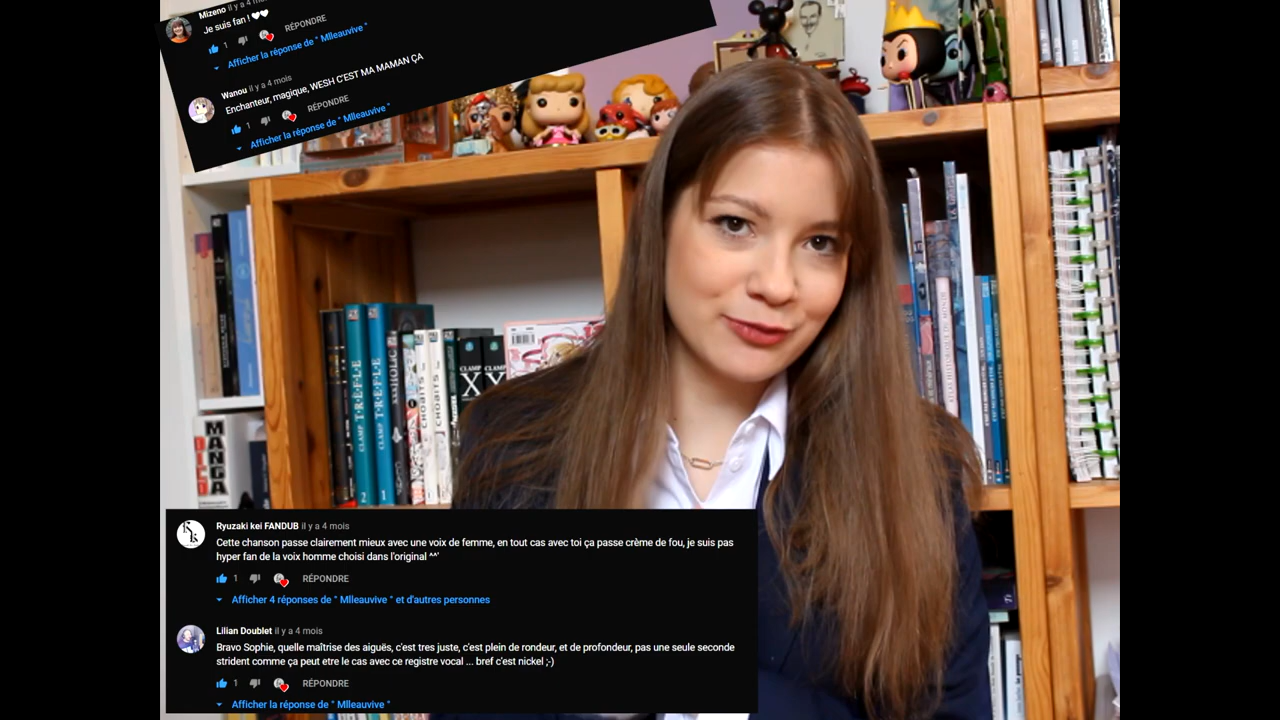 Mizeno il y a 4 mois
Je suis fan ! ♥♥
1 RÉPONDRE
Afficher la réponse de " Mlleauvive "
Wanou il y a 4 mois
Enchanteur, magique, WESH C'EST MA MAMAN ÇA
1 RÉPONDRE
Afficher la réponse de " Mlleauvive "
CLAMP T·R·E·F·L·E 2
CLAMP T·R·E·F·L·E 1
XXXHOLiC
CHOBITS
CHOBITS
CLAMP X
CLAMP X
MANGA
DICO
Ryuzaki kei FANDUB il y a 4 mois
Cette chanson passe clairement mieux avec une voix de femme, en tout cas avec toi ça passe crème de fou, je suis pas
hyper fan de la voix homme choisi dans l'original ^^'
1 RÉPONDRE
Afficher 4 réponses de " Mlleauvive " et d'autres personnes
Lilian Doublet il y a 4 mois
Bravo Sophie, quelle maîtrise des aiguës, c'est tres juste, c'est plein de rondeur, et de profondeur, pas une seule seconde
strident comme ça peut etre le cas avec ce registre vocal ... bref c'est nickel ;-)
1 RÉPONDRE
Afficher la réponse de " Mlleauvive "